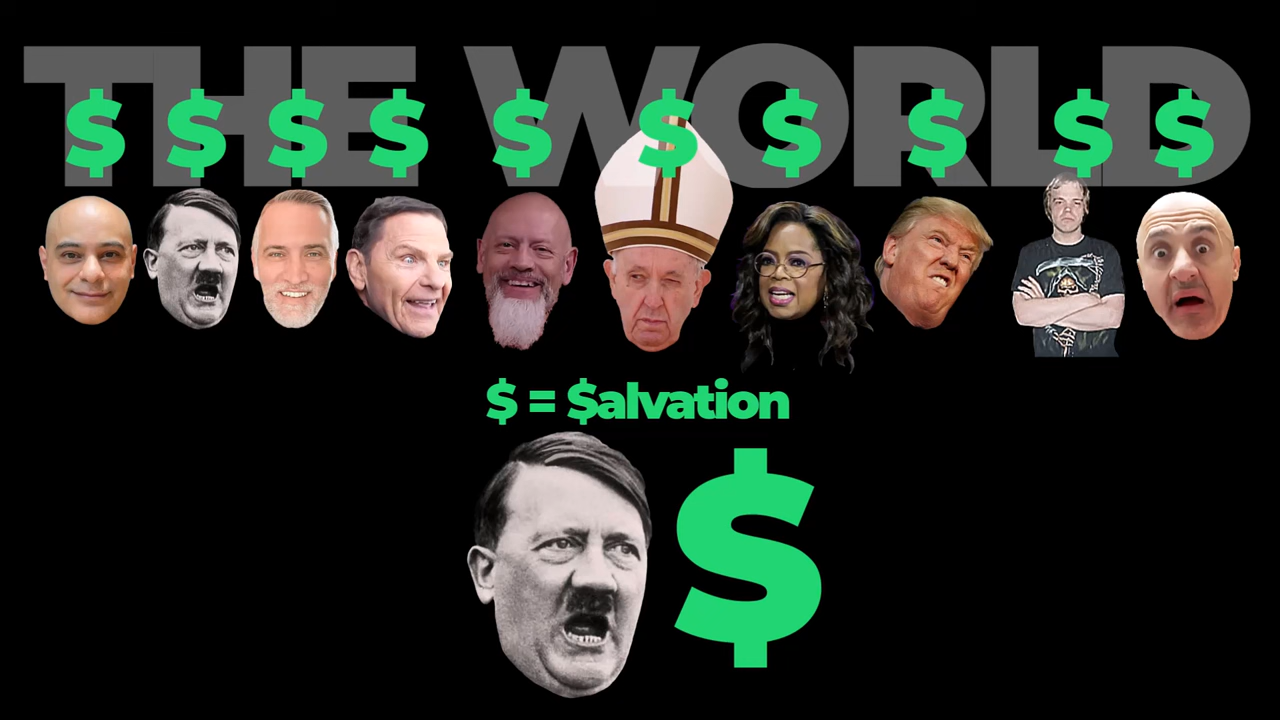 THE WORLD
$ $ $ $ $ $ $ $ $ $
$ = $alvation
$